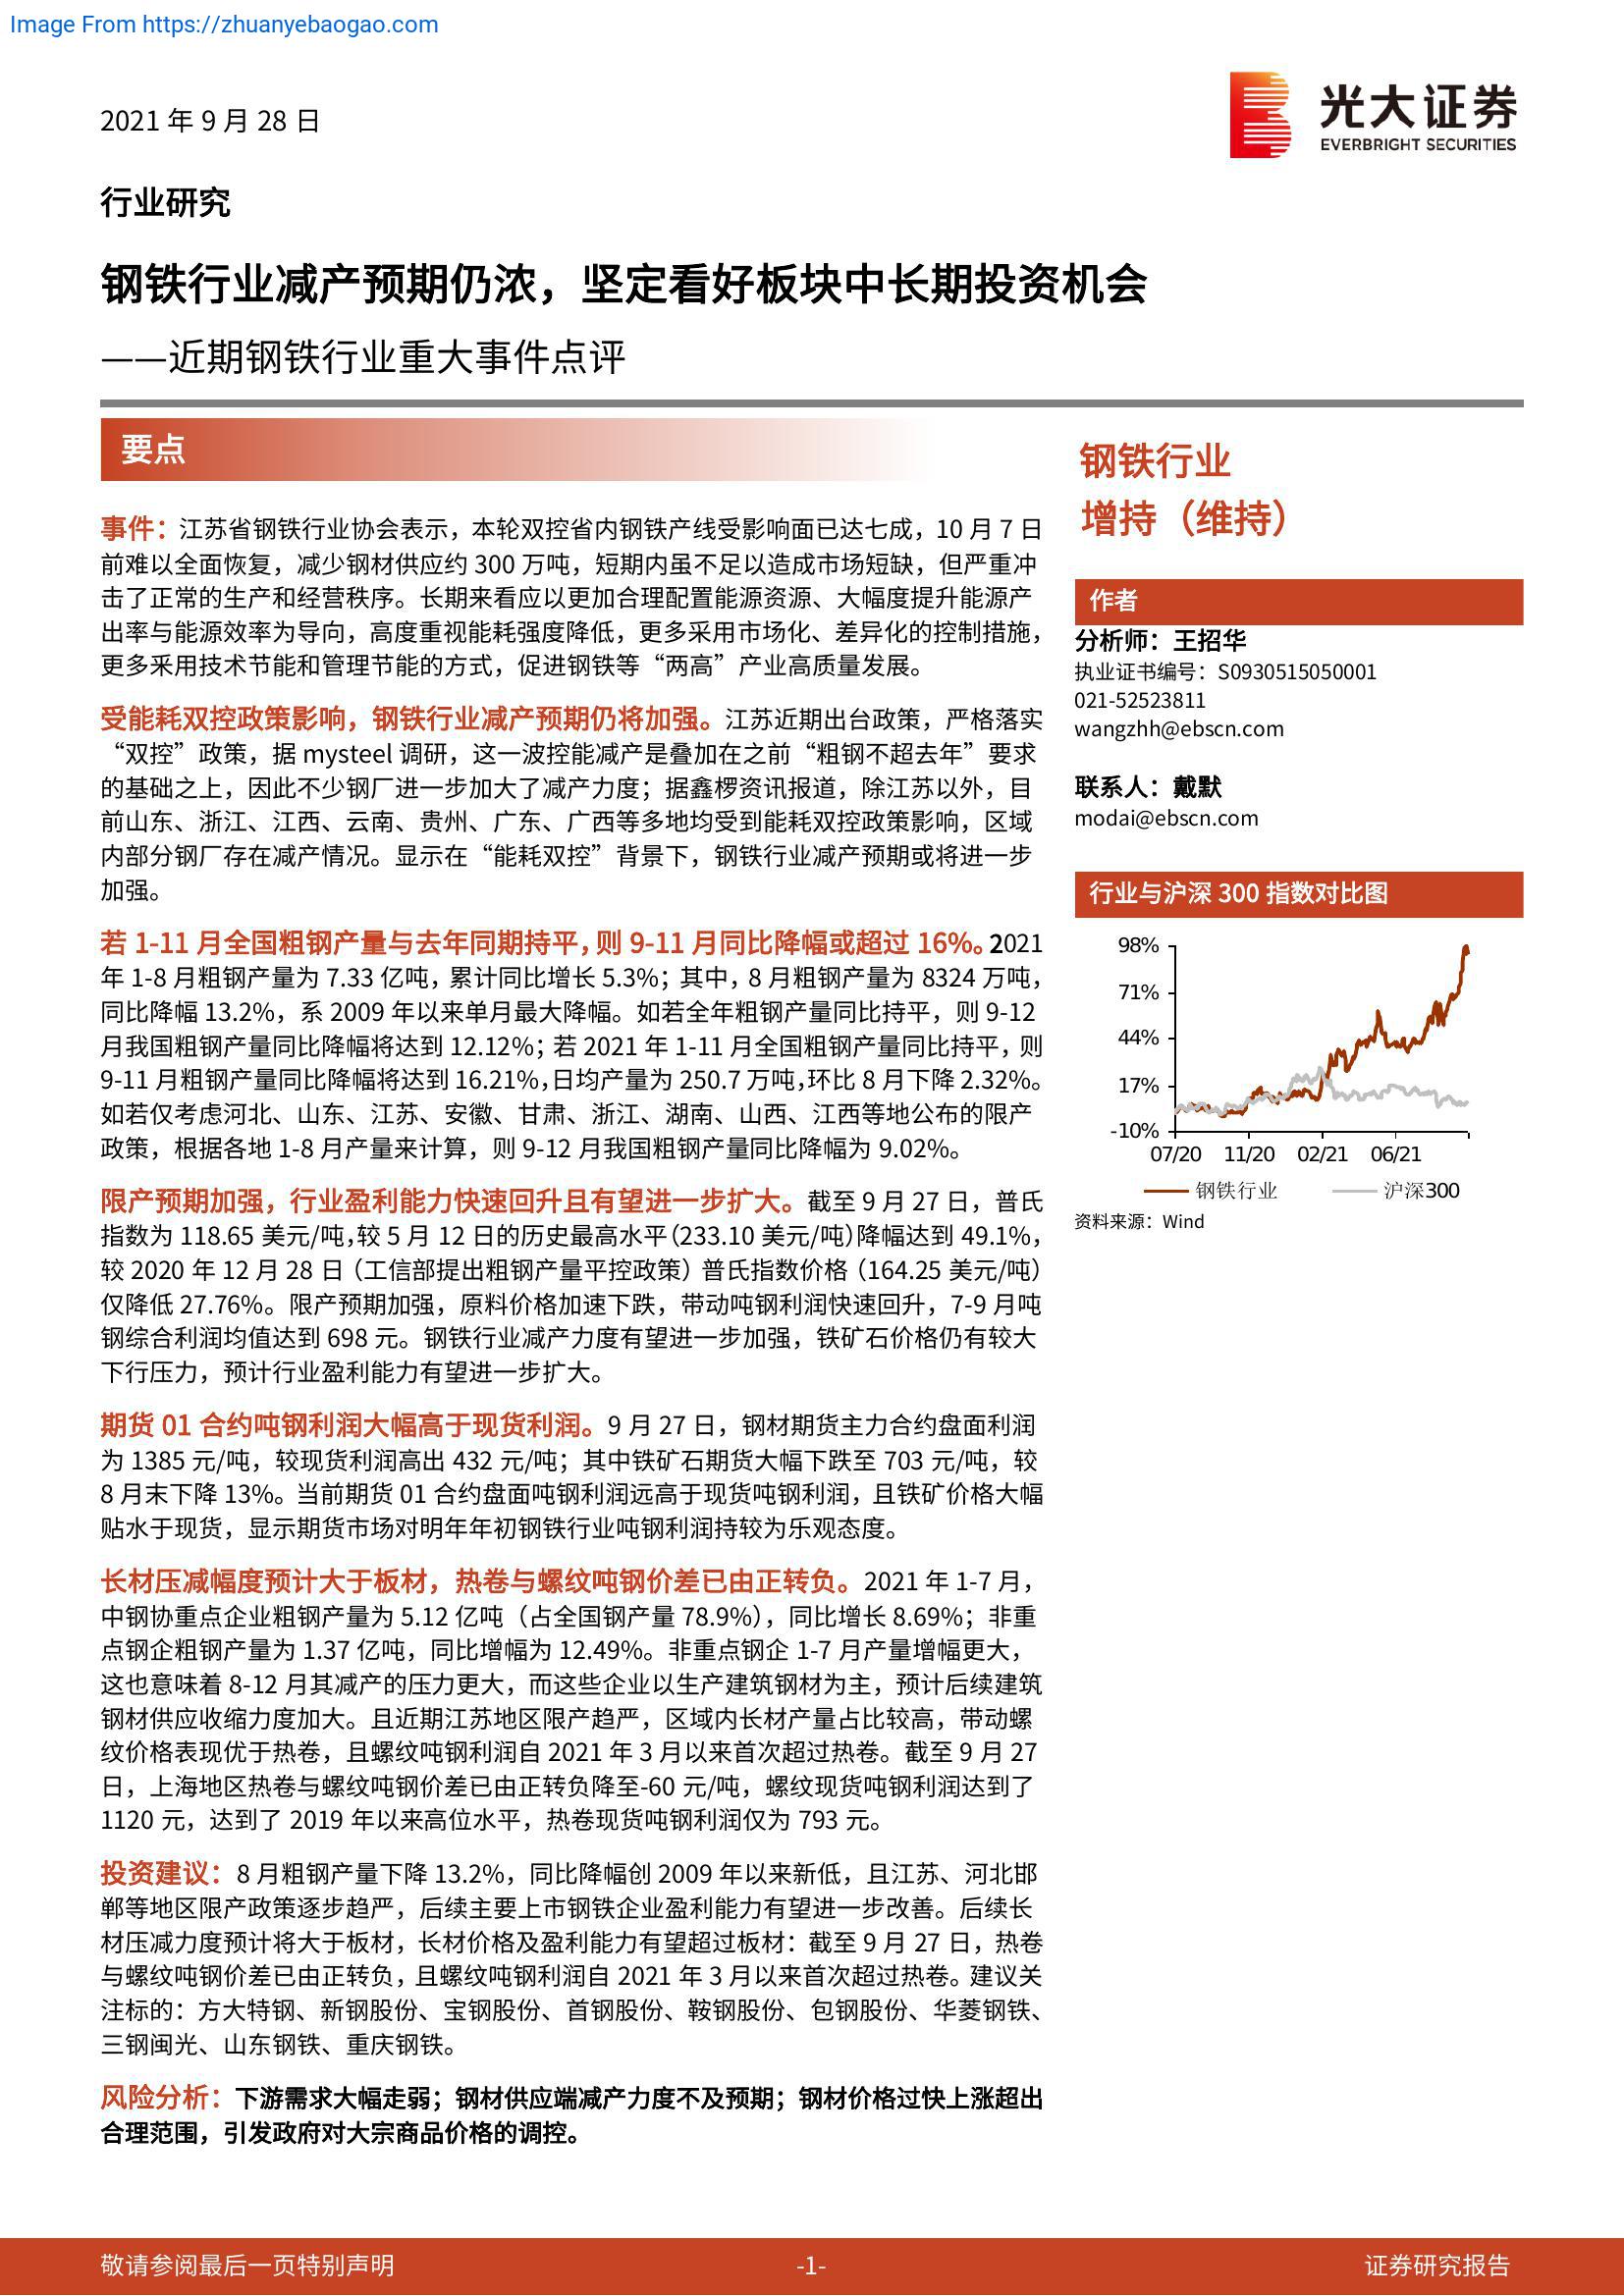 Image From https://zhuanyebaogao.com
2021 年 9 月 28 日
光大证券
EVERBRIGHT SECURITIES
行业研究
钢铁行业减产预期仍浓，坚定看好板块中长期投资机会
——近期钢铁行业重大事件点评
要点
事件：江苏省钢铁行业协会表示，本轮双控省内钢铁产线受影响面已达七成，10 月 7 日
前难以全面恢复，减少钢材供应约 300 万吨，短期内虽不足以造成市场短缺，但严重冲
击了正常的生产和经营秩序。长期来看应以更加合理配置能源资源、大幅度提升能源产
出率与能源效率为导向，高度重视能耗强度降低，更多采用市场化、差异化的控制措施，
更多采用技术节能和管理节能的方式，促进钢铁等“两高”产业高质量发展。
受能耗双控政策影响，钢铁行业减产预期仍将加强。江苏近期出台政策，严格落实
“双控”政策，据 mysteel 调研，这一波控能减产是叠加在之前“粗钢不超去年”要求
的基础之上，因此不少钢厂进一步加大了减产力度；据鑫椤资讯报道，除江苏以外，目
前山东、浙江、江西、云南、贵州、广东、广西等多地均受到能耗双控政策影响，区域
内部分钢厂存在减产情况。显示在“能耗双控”背景下，钢铁行业减产预期或将进一步
加强。
若 1-11 月全国粗钢产量与去年同期持平，则 9-11 月同比降幅或超过 16%。2021
年 1-8 月粗钢产量为 7.33 亿吨，累计同比增长 5.3%；其中，8 月粗钢产量为 8324 万吨，
同比降幅 13.2%，系 2009 年以来单月最大降幅。如若全年粗钢产量同比持平，则 9-12
月我国粗钢产量同比降幅将达到 12.12%；若 2021 年 1-11 月全国粗钢产量同比持平，则
9-11 月粗钢产量同比降幅将达到 16.21%，日均产量为 250.7 万吨，环比 8 月下降 2.32%。
如若仅考虑河北、山东、江苏、安徽、甘肃、浙江、湖南、山西、江西等地公布的限产
政策，根据各地 1-8 月产量来计算，则 9-12 月我国粗钢产量同比降幅为 9.02%。
限产预期加强，行业盈利能力快速回升且有望进一步扩大。截至 9 月 27 日，普氏
指数为 118.65 美元/吨，较 5 月 12 日的历史最高水平（233.10 美元/吨）降幅达到 49.1%，
较 2020 年 12 月 28 日（工信部提出粗钢产量平控政策）普氏指数价格（164.25 美元/吨）
仅降低 27.76%。限产预期加强，原料价格加速下跌，带动吨钢利润快速回升，7-9 月吨
钢综合利润均值达到 698 元。钢铁行业减产力度有望进一步加强，铁矿石价格仍有较大
下行压力，预计行业盈利能力有望进一步扩大。
期货 01 合约吨钢利润大幅高于现货利润。9 月 27 日，钢材期货主力合约盘面利润
为 1385 元/吨，较现货利润高出 432 元/吨；其中铁矿石期货大幅下跌至 703 元/吨，较
8 月末下降 13%。当前期货 01 合约盘面吨钢利润远高于现货吨钢利润，且铁矿价格大幅
贴水于现货，显示期货市场对明年年初钢铁行业吨钢利润持较为乐观态度。
长材压减幅度预计大于板材，热卷与螺纹吨钢价差已由正转负。2021 年 1-7 月，
中钢协重点企业粗钢产量为 5.12 亿吨（占全国钢产量 78.9%），同比增长 8.69%；非重
点钢企粗钢产量为 1.37 亿吨，同比增幅为 12.49%。非重点钢企 1-7 月产量增幅更大，
这也意味着 8-12 月其减产的压力更大，而这些企业以生产建筑钢材为主，预计后续建筑
钢材供应收缩力度加大。且近期江苏地区限产趋严，区域内长材产量占比较高，带动螺
纹价格表现优于热卷，且螺纹吨钢利润自 2021 年 3 月以来首次超过热卷。截至 9 月 27
日，上海地区热卷与螺纹吨钢价差已由正转负降至-60 元/吨，螺纹现货吨钢利润达到了
1120 元，达到了 2019 年以来高位水平，热卷现货吨钢利润仅为 793 元。
投资建议：8 月粗钢产量下降 13.2%，同比降幅创 2009 年以来新低，且江苏、河北邯
郸等地区限产政策逐步趋严，后续主要上市钢铁企业盈利能力有望进一步改善。后续长
材压减力度预计将大于板材，长材价格及盈利能力有望超过板材：截至 9 月 27 日，热卷
与螺纹吨钢价差已由正转负，且螺纹吨钢利润自 2021 年 3 月以来首次超过热卷。建议关
注标的：方大特钢、新钢股份、宝钢股份、首钢股份、鞍钢股份、包钢股份、华菱钢铁、
三钢闽光、山东钢铁、重庆钢铁。
风险分析：下游需求大幅走弱；钢材供应端减产力度不及预期；钢材价格过快上涨超出
合理范围，引发政府对大宗商品价格的调控。
钢铁行业
增持（维持）
作者
分析师：王招华
执业证书编号：S0930515050001
021-52523811
wangzhh@ebscn.com
联系人：戴默
modai@ebscn.com
行业与沪深 300 指数对比图
98%
71%
44%
17%
-10%
07/20 11/20 02/21 06/21
钢铁行业 沪深300
资料来源：Wind
敬请参阅最后一页特别声明 -1- 证券研究报告